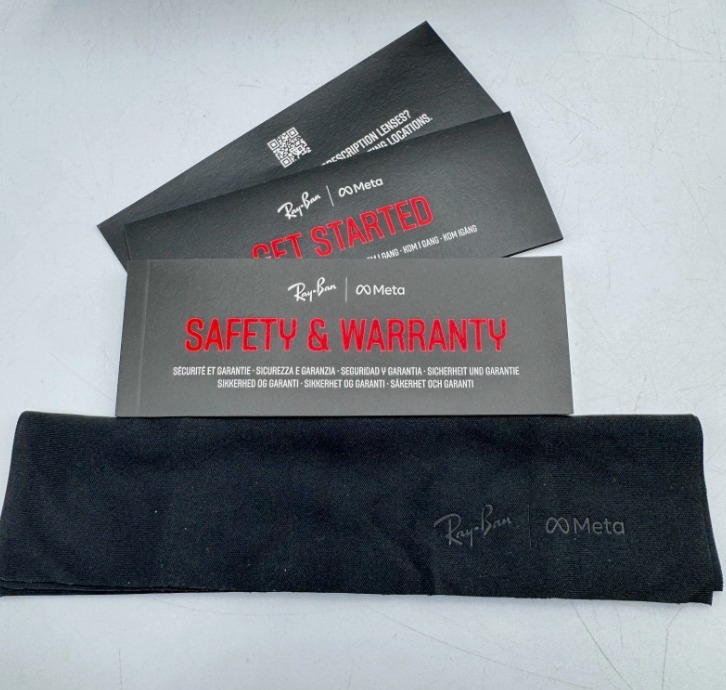 PRESCRIPTION LENSES?
LOCATIONS.
Ray-Ban | ∞ Meta
GET STARTED
KOM I GANG · KOM IGÅNG
Ray-Ban | ∞ Meta
SAFETY & WARRANTY
SÉCURITÉ ET GARANTIE · SICUREZZA E GARANZIA · SEGURIDAD Y GARANTÍA · SICHERHEIT UND GARANTIE
SIKKERHED OG GARANTI · SIKKERHET OG GARANTI · SÄKERHET OCH GARANTI
Ray-Ban | ∞ Meta